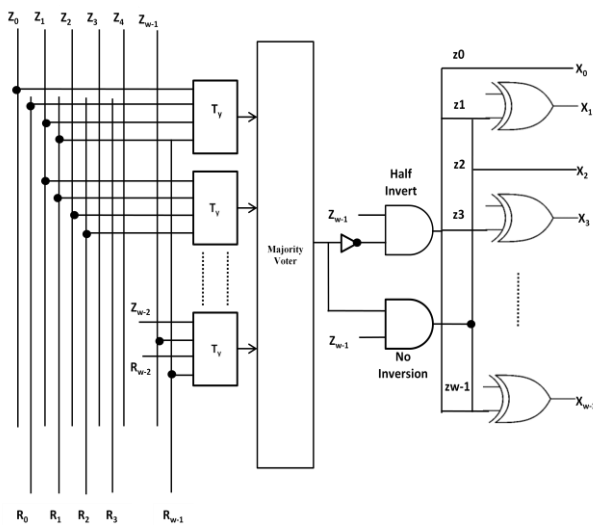 Z0 Z1 Z2 Z3 Z4 Zw-1
z0
X0
Ty
z1
X1
Half
Invert
z2
X2
Ty
Zw-1
z3
X3
Majority
Voter
Zw-2
Ty
Zw-1
Rw-2
No
Inversion
zw-1
R0 R1 R2 R3 Rw-1